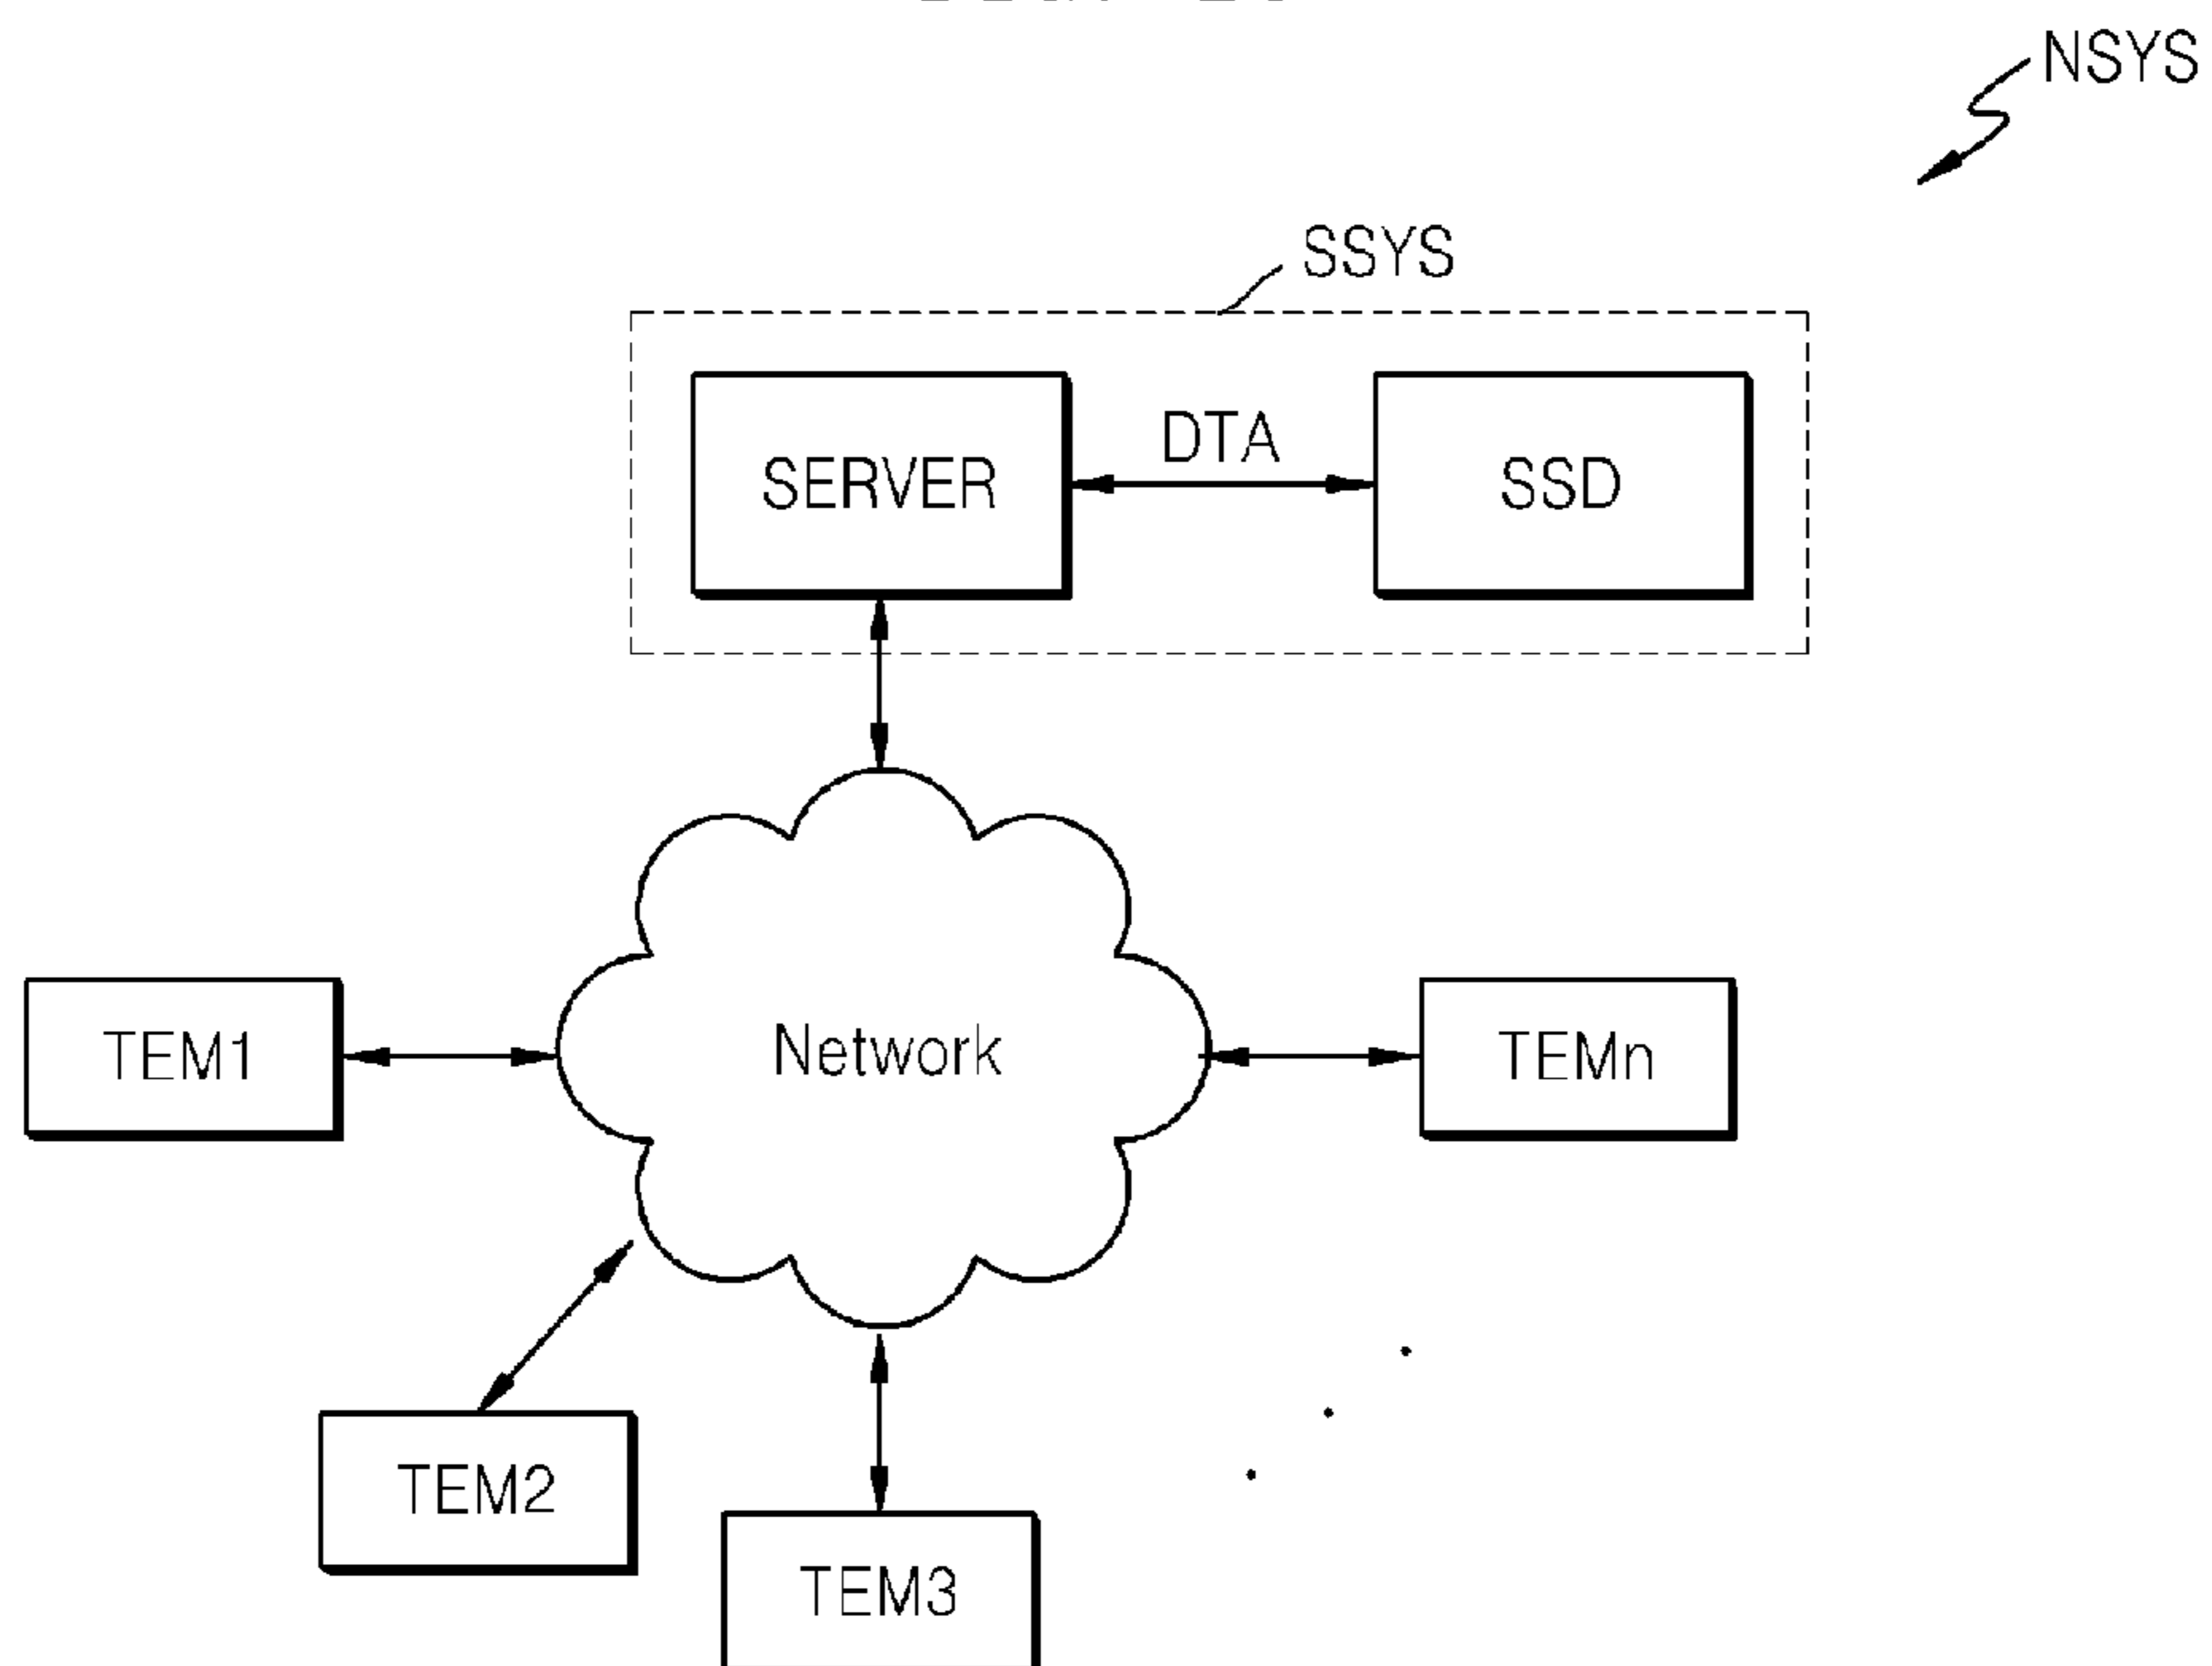 NSYS
SSYS
SERVER
DTA
SSD
Network
TEM1
TEMn
TEM2
TEM3